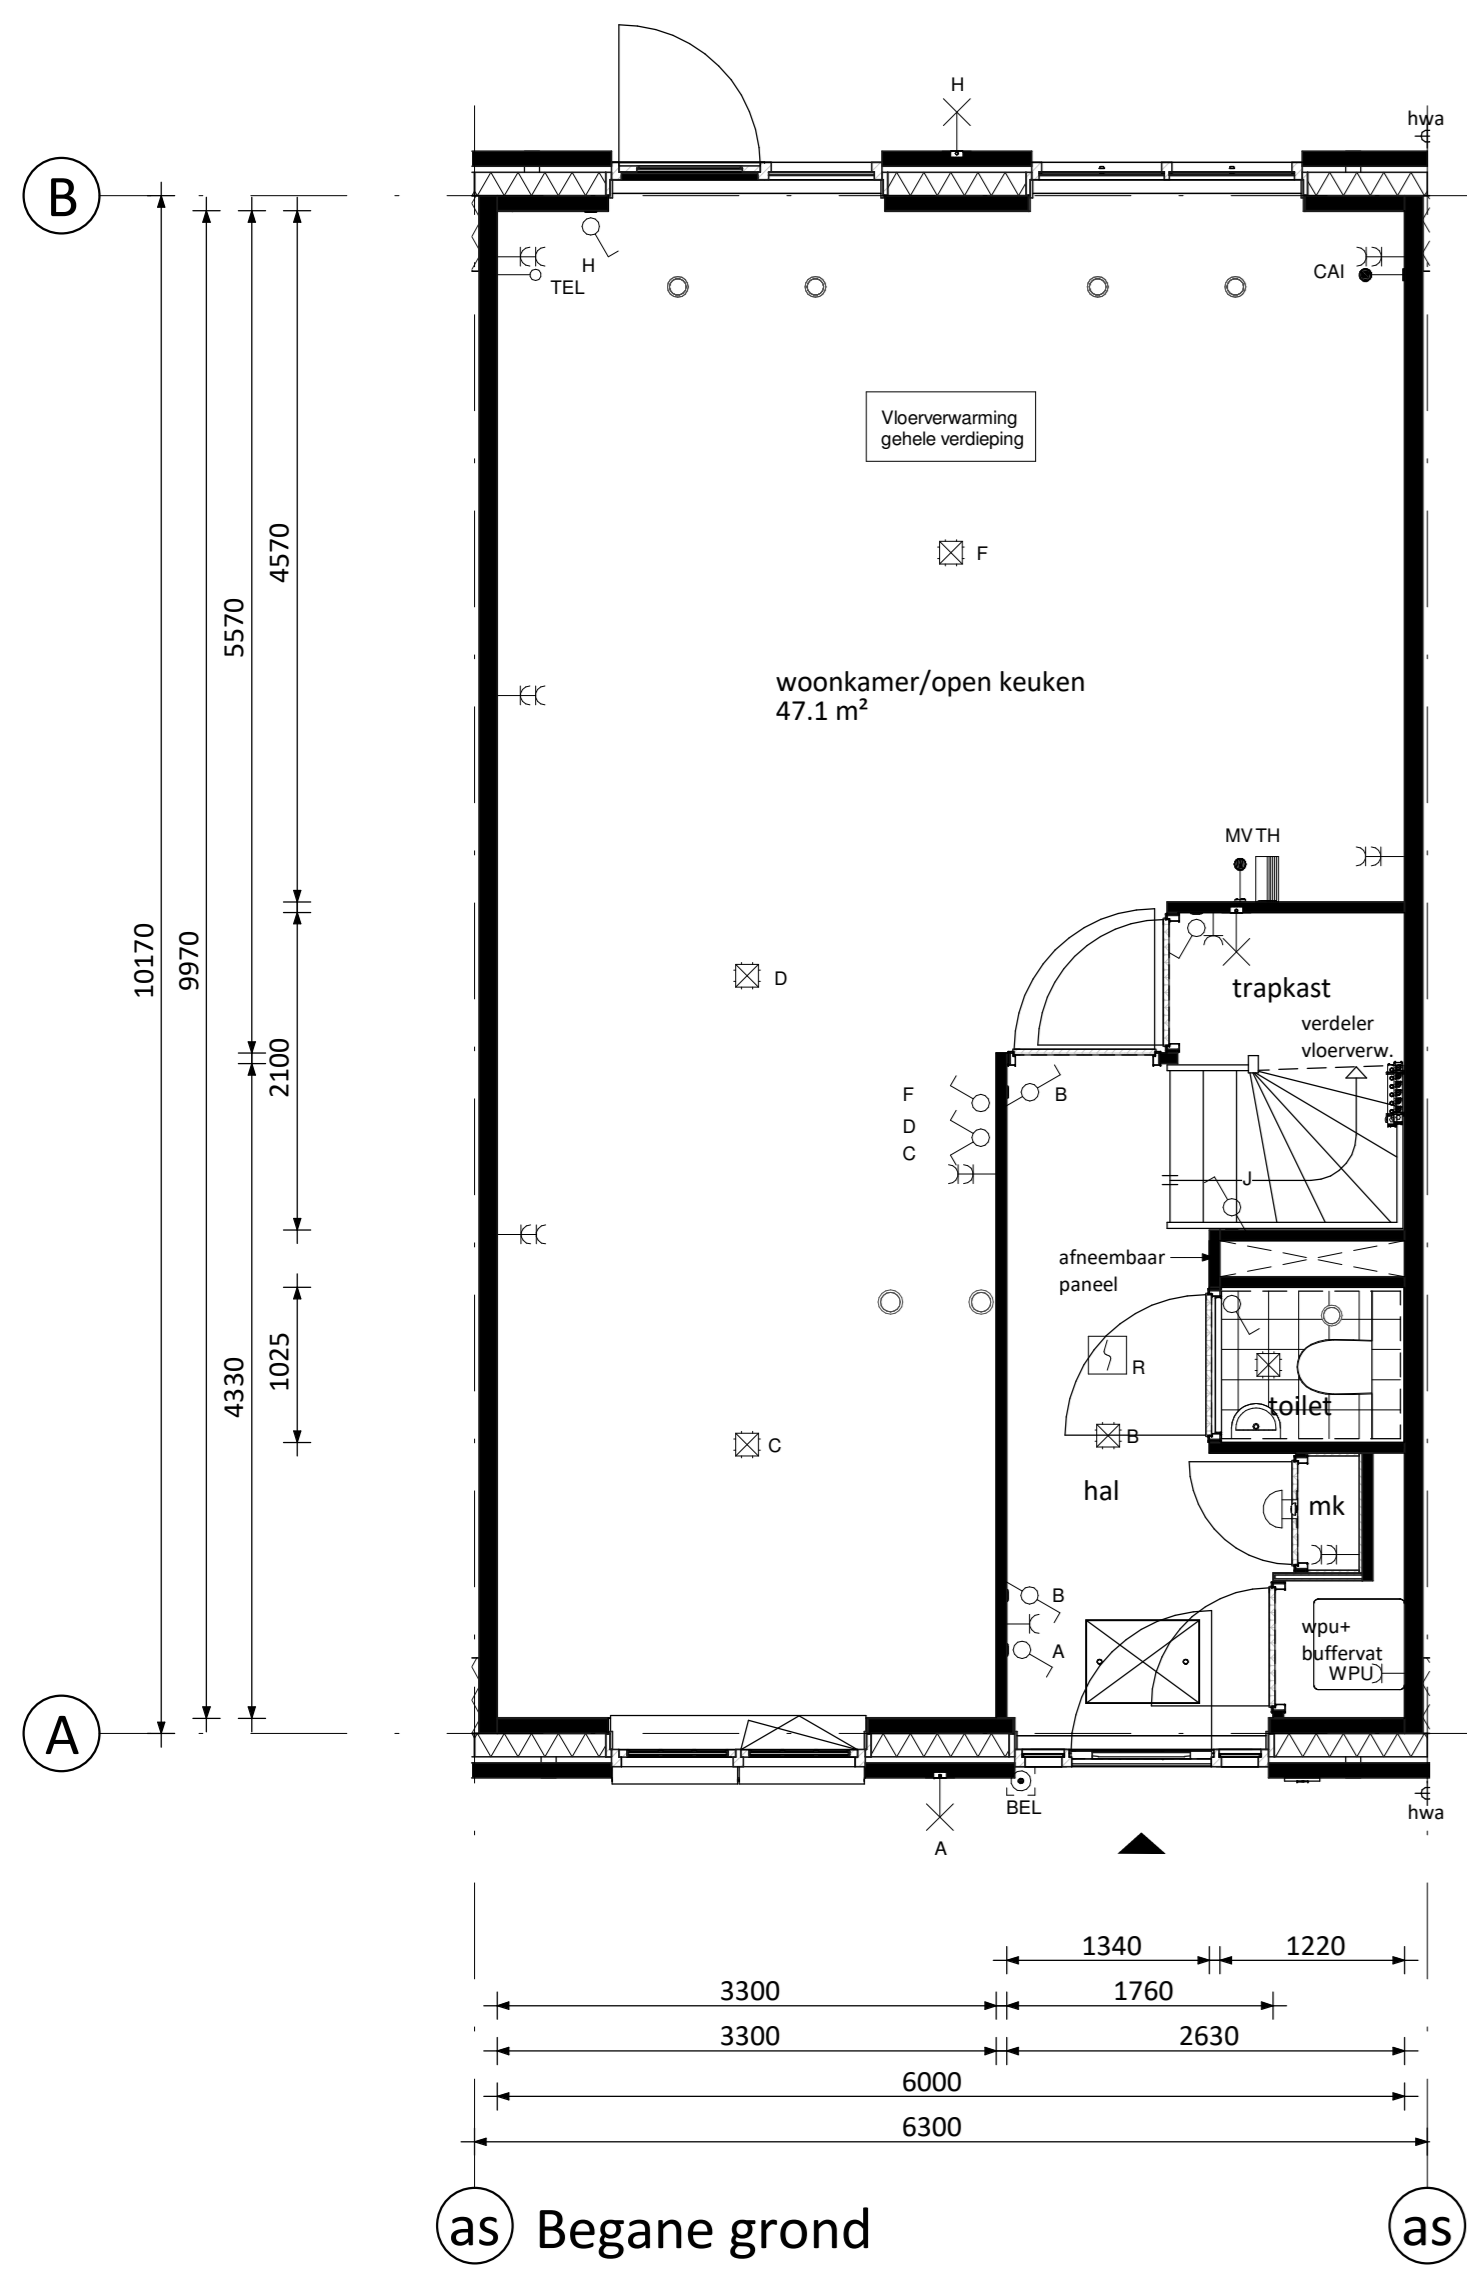 H
hwa
B
H
TEL
CAI
Vloerverwarming
gehele verdieping
4570
F
5570
woonkamer/open keuken
47.1 m²
MV TH
10170
9970
D
trapkast
verdeler
vloerverw.
2100
F
B
D
C
J
afneembaar
paneel
R
1025
4330
toilet
C
B
hal
mk
B
A
wpu+
buffervat
WPU
A
BEL
hwa
A
1340
1220
3300
1760
3300
2630
6000
6300
as
Begane grond
as